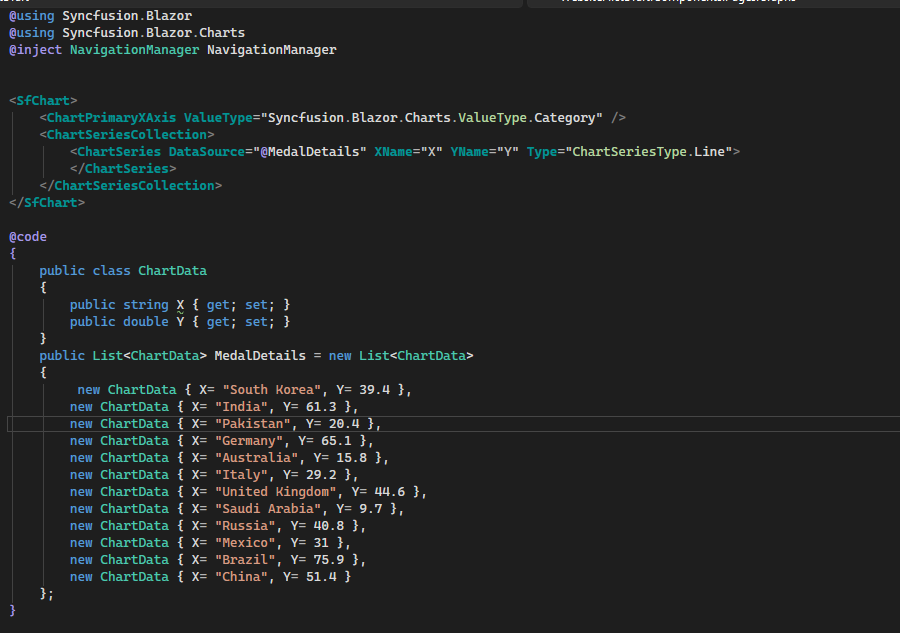 @using Syncfusion.Blazor
@using Syncfusion.Blazor.Charts
@inject NavigationManager NavigationManager
<SfChart>
<ChartPrimaryXAxis ValueType="Syncfusion.Blazor.Charts.ValueType.Category" />
<ChartSeriesCollection>
<ChartSeries DataSource="@MedalDetails" XName="X" YName="Y" Type="ChartSeriesType.Line">
</ChartSeries>
</ChartSeriesCollection>
</SfChart>
@code
{
public class ChartData
{
public string X { get; set; }
public double Y { get; set; }
}
public List<ChartData> MedalDetails = new List<ChartData>
{
new ChartData { X= "South Korea", Y= 39.4 },
new ChartData { X= "India", Y= 61.3 },
new ChartData { X= "Pakistan", Y= 20.4 },
new ChartData { X= "Germany", Y= 65.1 },
new ChartData { X= "Australia", Y= 15.8 },
new ChartData { X= "Italy", Y= 29.2 },
new ChartData { X= "United Kingdom", Y= 44.6 },
new ChartData { X= "Saudi Arabia", Y= 9.7 },
new ChartData { X= "Russia", Y= 40.8 },
new ChartData { X= "Mexico", Y= 31 },
new ChartData { X= "Brazil", Y= 75.9 },
new ChartData { X= "China", Y= 51.4 }
};
}